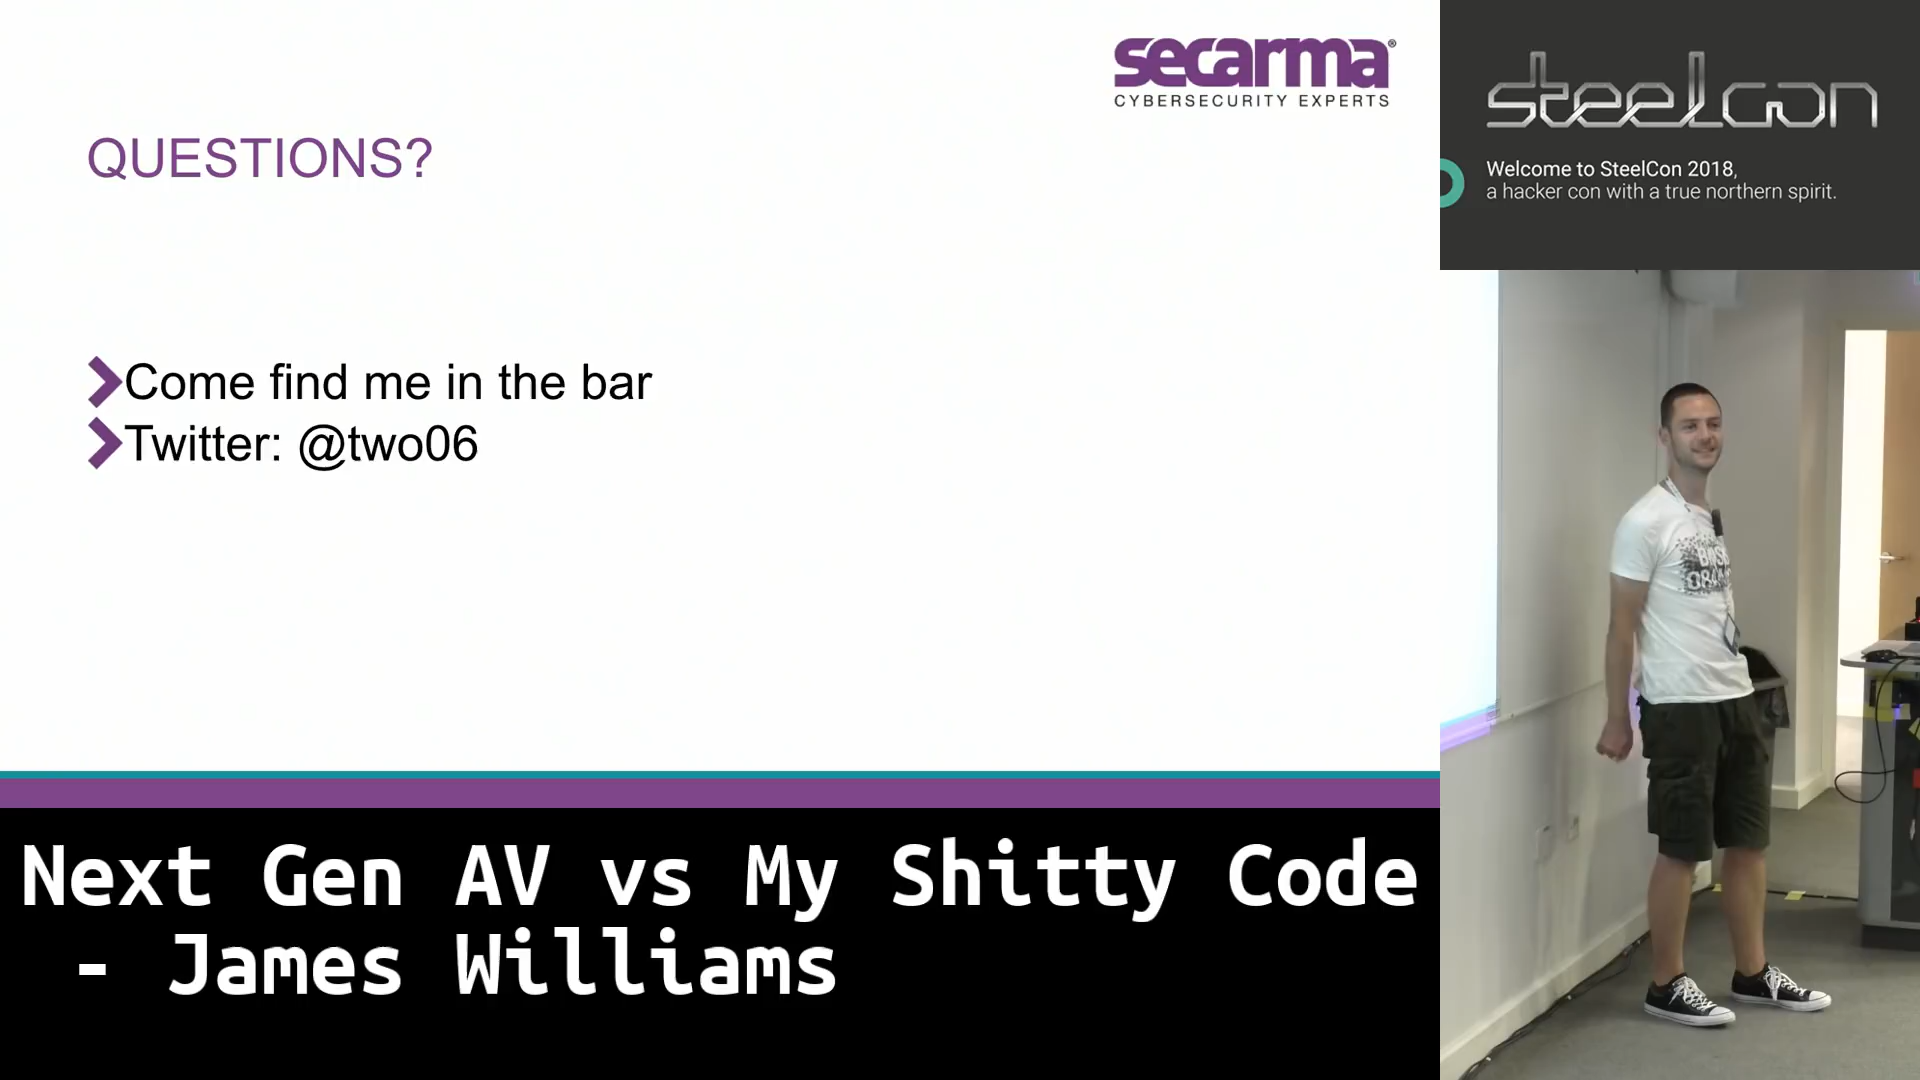 secarma®
CYBERSECURITY EXPERTS
QUESTIONS?
Come find me in the bar
Twitter: @two06
steelcon
Welcome to SteelCon 2018,
a hacker con with a true northern spirit.
Next Gen AV vs My Shitty Code
- James Williams